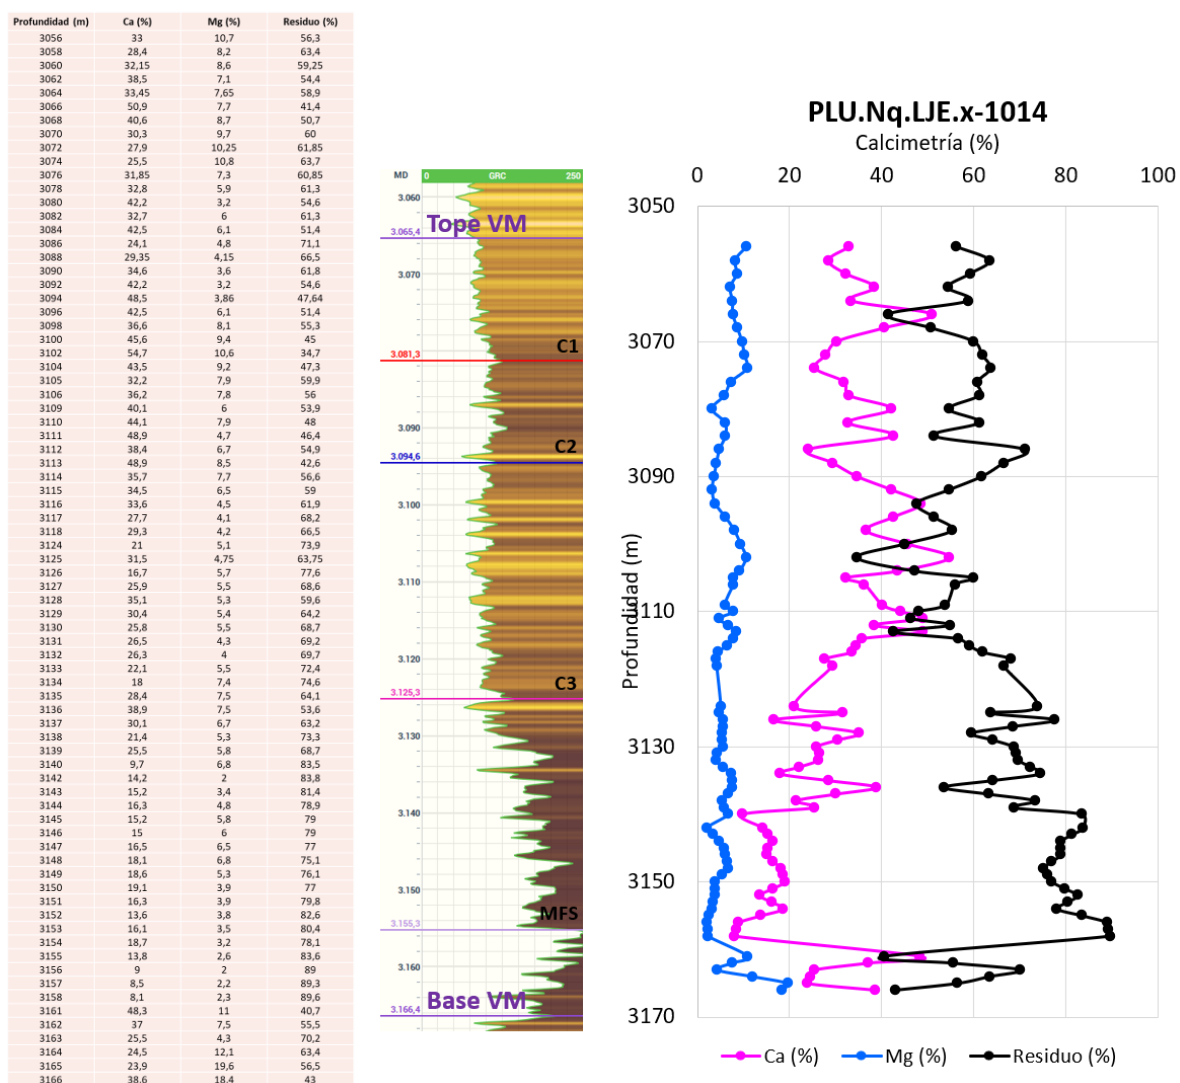 Profundidad (m) Ca (%) Mg (%) Residuo (%)
3056 33 10,7 56,3
3058 28,4 8,2 63,4
3060 32,15 8,6 59,25
3062 38,5 7,1 54,4
3064 33,45 7,65 58,9
3066 50,9 7,7 41,4
3068 40,6 8,7 50,7
3070 30,3 9,7 60
3072 27,9 10,25 61,85
3074 25,5 10,8 63,7
3076 31,85 7,3 60,85
3078 32,8 5,9 61,3
3080 42,2 3,2 54,6
3082 32,7 6 61,3
3084 42,5 6,1 51,4
3086 24,1 4,8 71,1
3088 29,35 4,15 66,5
3090 34,6 3,6 61,8
3092 42,2 3,2 54,6
3094 48,5 3,86 47,64
3096 42,5 6,1 51,4
3098 36,6 8,1 55,3
3100 45,6 9,4 45
3102 54,7 10,6 34,7
3104 43,5 9,2 47,3
3105 32,2 7,9 59,9
3106 36,2 7,8 56
3109 40,1 6 53,9
3110 44,1 7,9 48
3111 48,9 4,7 46,4
3112 38,4 6,7 54,9
3113 48,9 8,5 42,6
3114 35,7 7,7 56,6
3115 34,5 6,5 59
3116 33,6 4,5 61,9
3117 27,7 4,1 68,2
3118 29,3 4,2 66,5
3124 21 5,1 73,9
3125 31,5 4,75 63,75
3126 16,7 5,7 77,6
3127 25,9 5,5 68,6
3128 35,1 5,3 59,6
3129 30,4 5,4 64,2
3130 25,8 5,5 68,7
3131 26,5 4,3 69,2
3132 26,3 4 69,7
3133 22,1 5,5 72,4
3134 18 7,4 74,6
3135 28,4 7,5 64,1
3136 38,9 7,5 53,6
3137 30,1 6,7 63,2
3138 21,4 5,3 73,3
3139 25,5 5,8 68,7
3140 9,7 6,8 83,5
3142 14,2 2 83,8
3143 15,2 3,4 81,4
3144 16,3 4,8 78,9
3145 15,2 5,8 79
3146 15 6 79
3147 16,5 6,5 77
3148 18,1 6,8 75,1
3149 18,6 5,3 76,1
3150 19,1 3,9 77
3151 16,3 3,9 79,8
3152 13,6 3,8 82,6
3153 16,1 3,5 80,4
3154 18,7 3,2 78,1
3155 13,8 2,6 83,6
3156 9 2 89
3157 8,5 2,2 89,3
3158 8,1 2,3 89,6
3161 48,3 11 40,7
3162 37 7,5 55,5
3163 25,5 4,3 70,2
3164 24,5 12,1 63,4
3165 23,9 19,6 56,5
3166 38,6 18,4 43
MD 0 GRC 250
3.060
Tope VM
3.065,4
3.070
C1
3.081,3
3.090
C2
3.094,6
3.100
3.110
3.120
C3
3.125,3
3.130
3.140
3.150
MFS
3.155,3
3.160
Base VM
3.166,4
PLU.Nq.LJE.x-1014
Calcimetría (%)
0 20 40 60 80 100
3050
3070
3090
3110
3130
3150
3170
Profundidad (m)
Ca (%) Mg (%) Residuo (%)